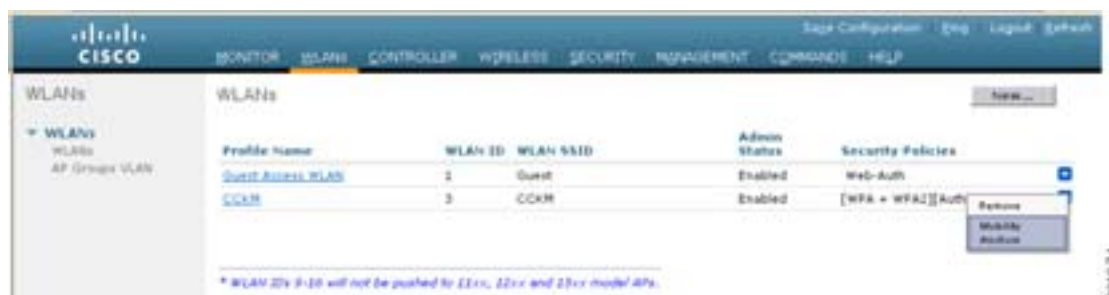 Save Configuration Ping Logout Refresh
CISCO
MONITOR WLANs CONTROLLER WIRELESS SECURITY MANAGEMENT COMMANDS HELP
WLANs
WLANs
New...
WLANs
WLANs
AP Groups VLAN
Profile Name WLAN ID WLAN SSID Admin Status Security Policies
Guest Access WLAN 1 Guest Enabled Web-Auth
CCKM 3 CCKM Enabled [WPA + WPA2][Auth
Remove
Mobility
Anchors
* WLAN IDs 9-16 will not be pushed to 11xx, 12xx and 13xx model APs.